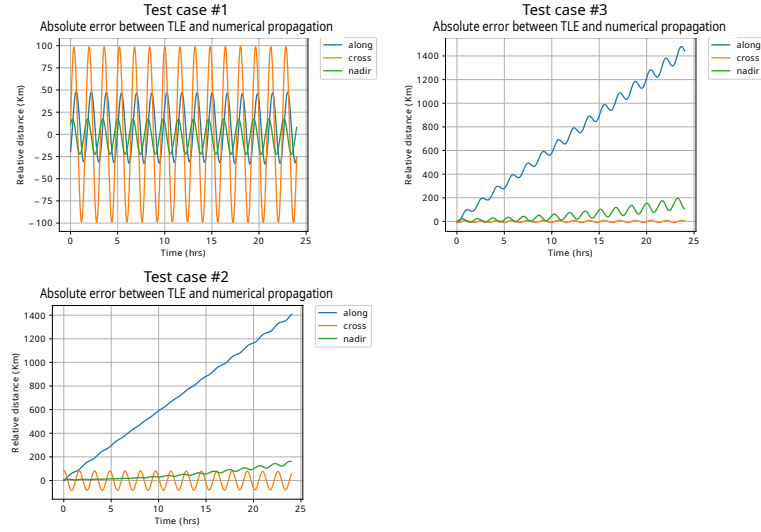 Test case #1
Absolute error between TLE and numerical propagation
along
cross
nadir
Relative distance (Km)
100
75
50
25
0
−25
−50
−75
−100
0
5
10
15
20
25
Time (hrs)
Test case #3
Absolute error between TLE and numerical propagation
along
cross
nadir
Relative distance (Km)
1400
1200
1000
800
600
400
200
0
0
5
10
15
20
25
Time (hrs)
Test case #2
Absolute error between TLE and numerical propagation
along
cross
nadir
Relative distance (Km)
1400
1200
1000
800
600
400
200
0
0
5
10
15
20
25
Time (hrs)